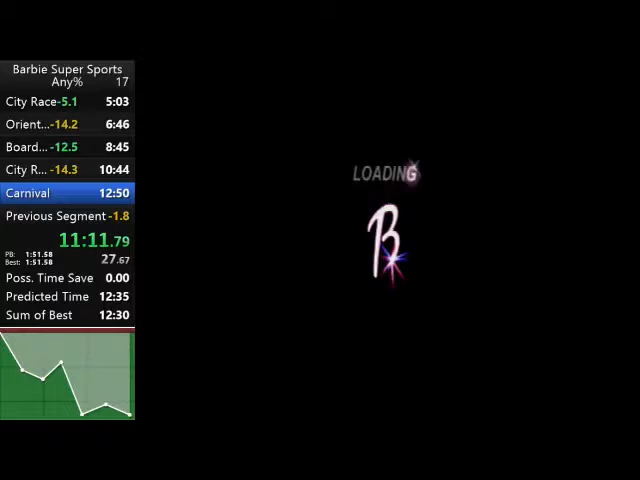 Barbie Super Sports
Any% 17
City Race -5.1 5:03
Orient... -14.2 6:46
Board... -12.5 8:45
City R... -14.3 10:44
Carnival 12:50
Previous Segment -1.8
11:11.79
PB: 1:51.58
Best: 1:51.58
27.67
Poss. Time Save 0.00
Predicted Time 12:35
Sum of Best 12:30
LOADING
B